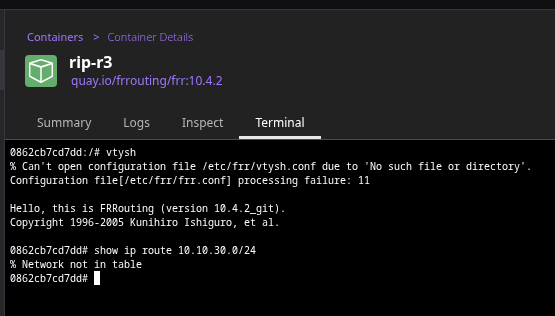 Containers > Container Details
rip-r3
quay.io/frrouting/frr:10.4.2
Summary Logs Inspect Terminal
0862cb7cd7dd:/# vtysh
% Can't open configuration file /etc/frr/vtysh.conf due to 'No such file or directory'.
Configuration file[/etc/frr/frr.conf] processing failure: 11
Hello, this is FRRouting (version 10.4.2_git).
Copyright 1996-2005 Kunihiro Ishiguro, et al.
0862cb7cd7dd# show ip route 10.10.30.0/24
% Network not in table
0862cb7cd7dd#